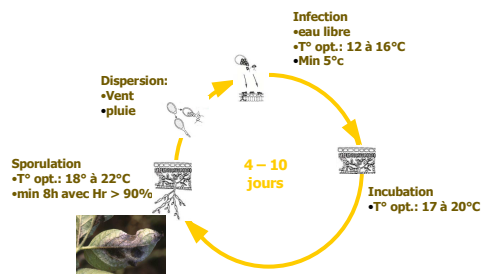 Infection
•eau libre
•T° opt.: 12 à 16°C
•Min 5°c
Dispersion:
•Vent
•pluie
Sporulation
•T° opt.: 18° à 22°C
•min 8h avec Hr > 90%
4 – 10
jours
Incubation
•T° opt.: 17 à 20°C